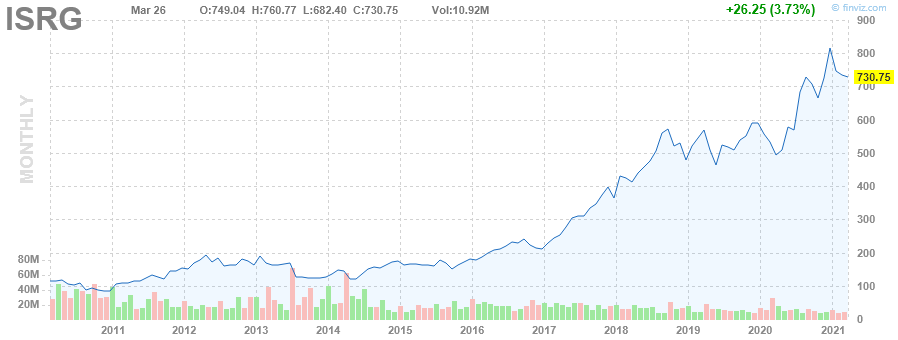 ISRG Mar 26 O:749.04 H:760.77 L:682.40 C:730.75 Vol:10.92M +26.25 (3.73%) © finviz.com
MONTHLY
900
800
730.75
700
600
500
400
300
200
100
0
80M
60M
40M
20M
2011 2012 2013 2014 2015 2016 2017 2018 2019 2020 2021